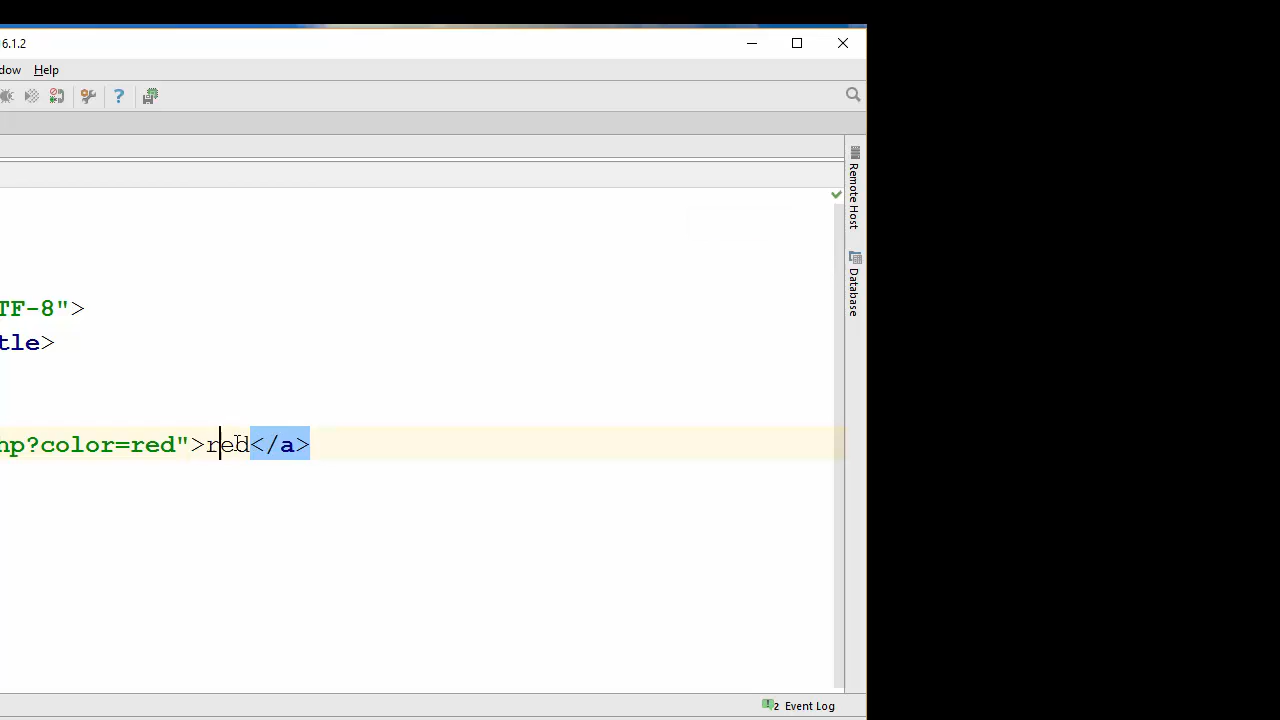 6.1.2
dow Help
?
Remote Host
Database
TF-8">
tle>
hp?color=red">red</a>
2 Event Log